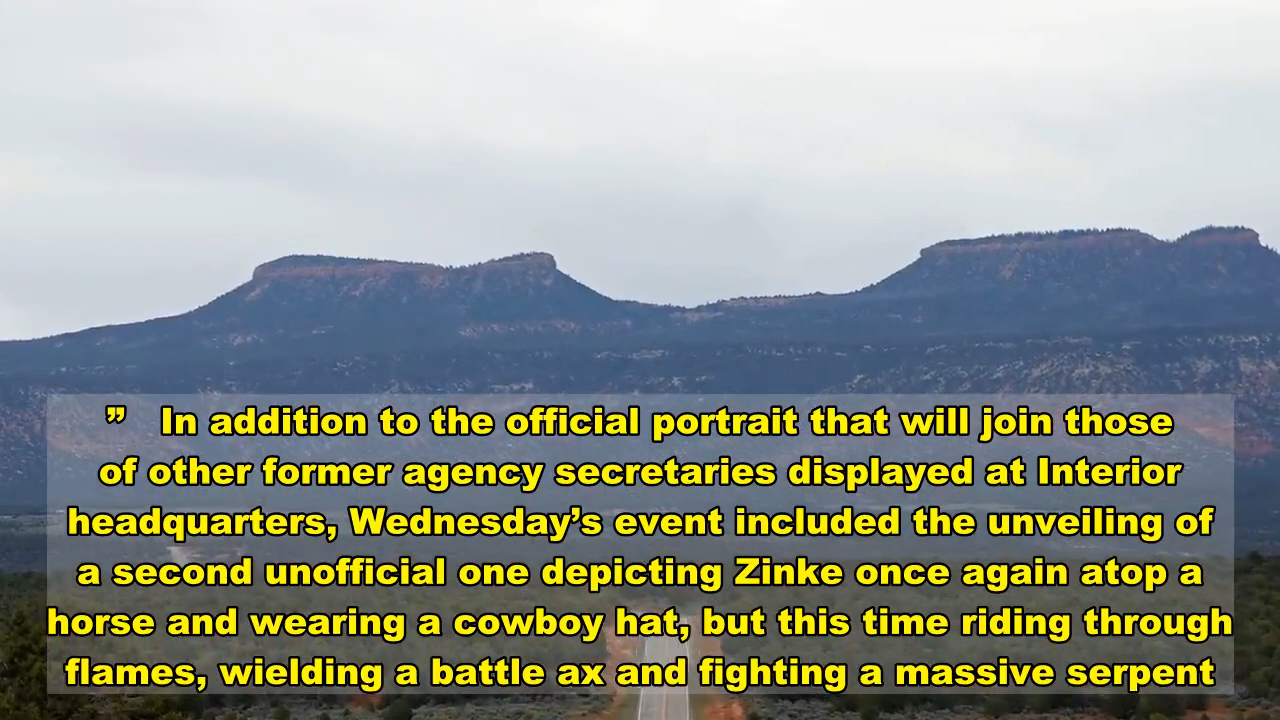 ” In addition to the official portrait that will join those
of other former agency secretaries displayed at Interior
headquarters, Wednesday’s event included the unveiling of
a second unofficial one depicting Zinke once again atop a
horse and wearing a cowboy hat, but this time riding through
flames, wielding a battle ax and fighting a massive serpent